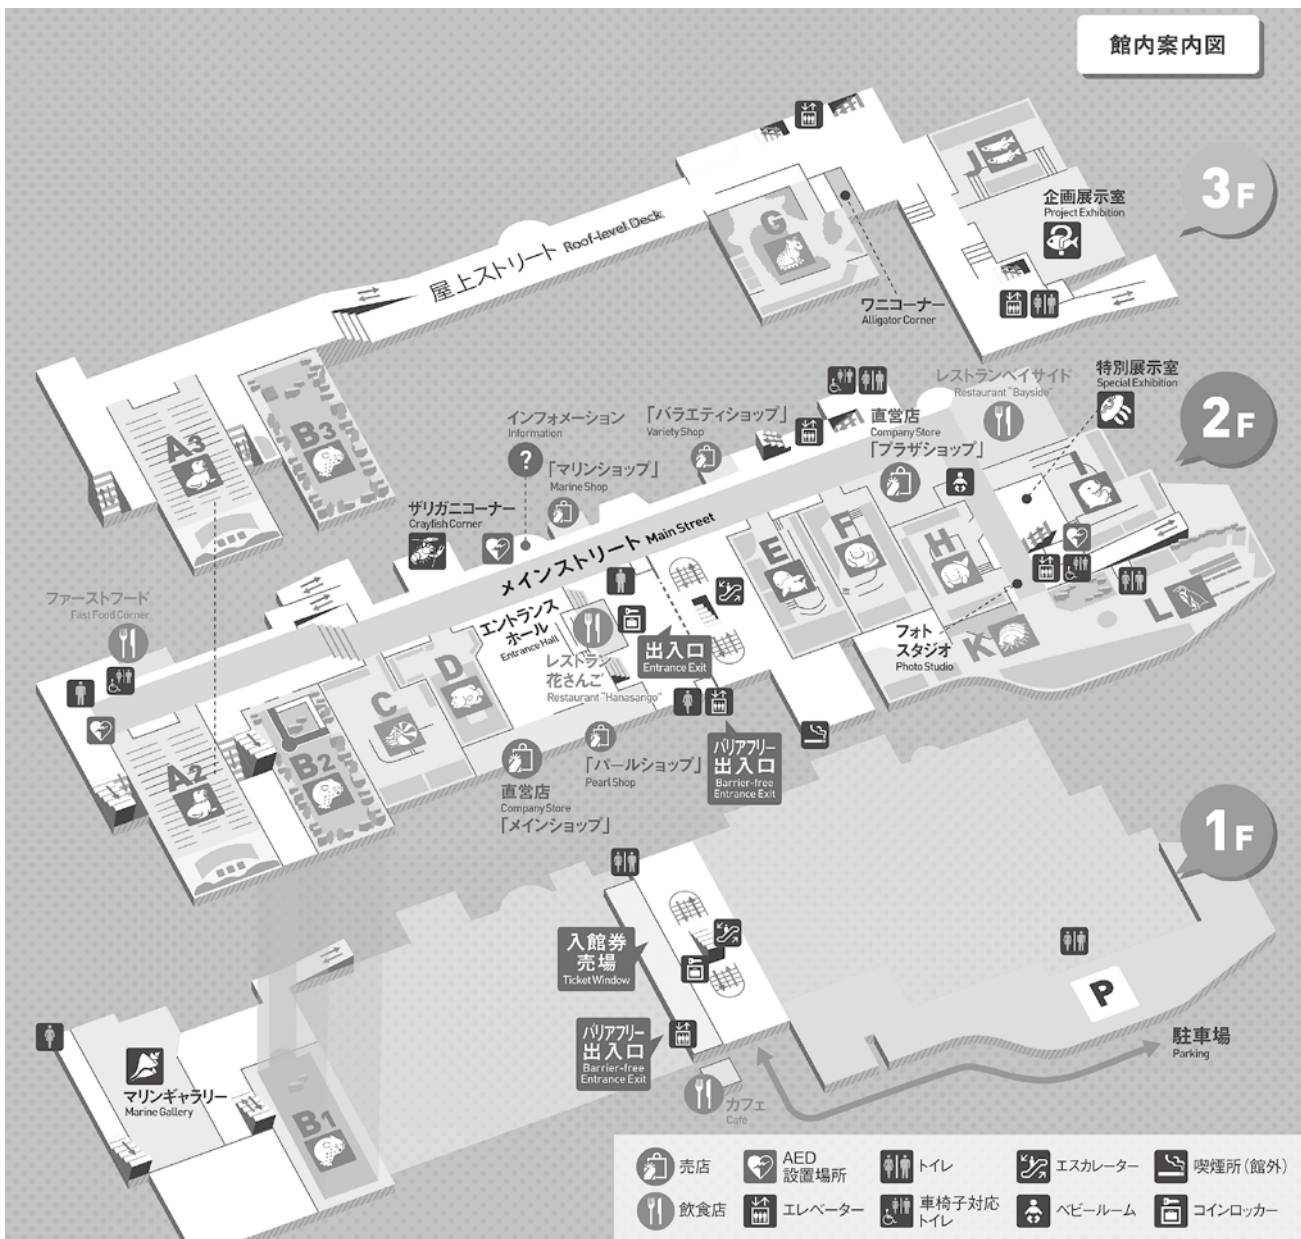 館内案内図
3F
J
企画展示室
Project Exhibition
G
屋上ストリート Roof-level Deck
ワニコーナー
Alligator Corner
A3
B3
2F
特別展示室
Special Exhibition
レストランベイサイド
Restaurant "Bayside"
「バラエティショップ」
Variety Shop
直営店
Company Store
「プラザショップ」
インフォメーション
Information
?
「マリンショップ」
Marine Shop
ザリガニコーナー
Crayfish Corner
メインストリート Main Street
E
F
H
I
ファーストフード
Fast Food Corner
エントランス
ホール
Entrance Hall
レストラン
花さんご
Restaurant "Hanasango"
出入口
Entrance Exit
フォト
スタジオ
Photo Studio
K
L
D
C
A2
B2
直営店
Company Store
「メインショップ」
「パールショップ」
Pearl Shop
バリアフリー
出入口
Barrier-free
Entrance Exit
1F
入館券
売場
Ticket Window
バリアフリー
出入口
Barrier-free
Entrance Exit
カフェ
Café
P
駐車場
Parking
マリンギャラリー
Marine Gallery
B1
売店
AED
設置場所
トイレ
エスカレーター
喫煙所(館外)
飲食店
エレベーター
車椅子対応
トイレ
ベビールーム
コインロッカー